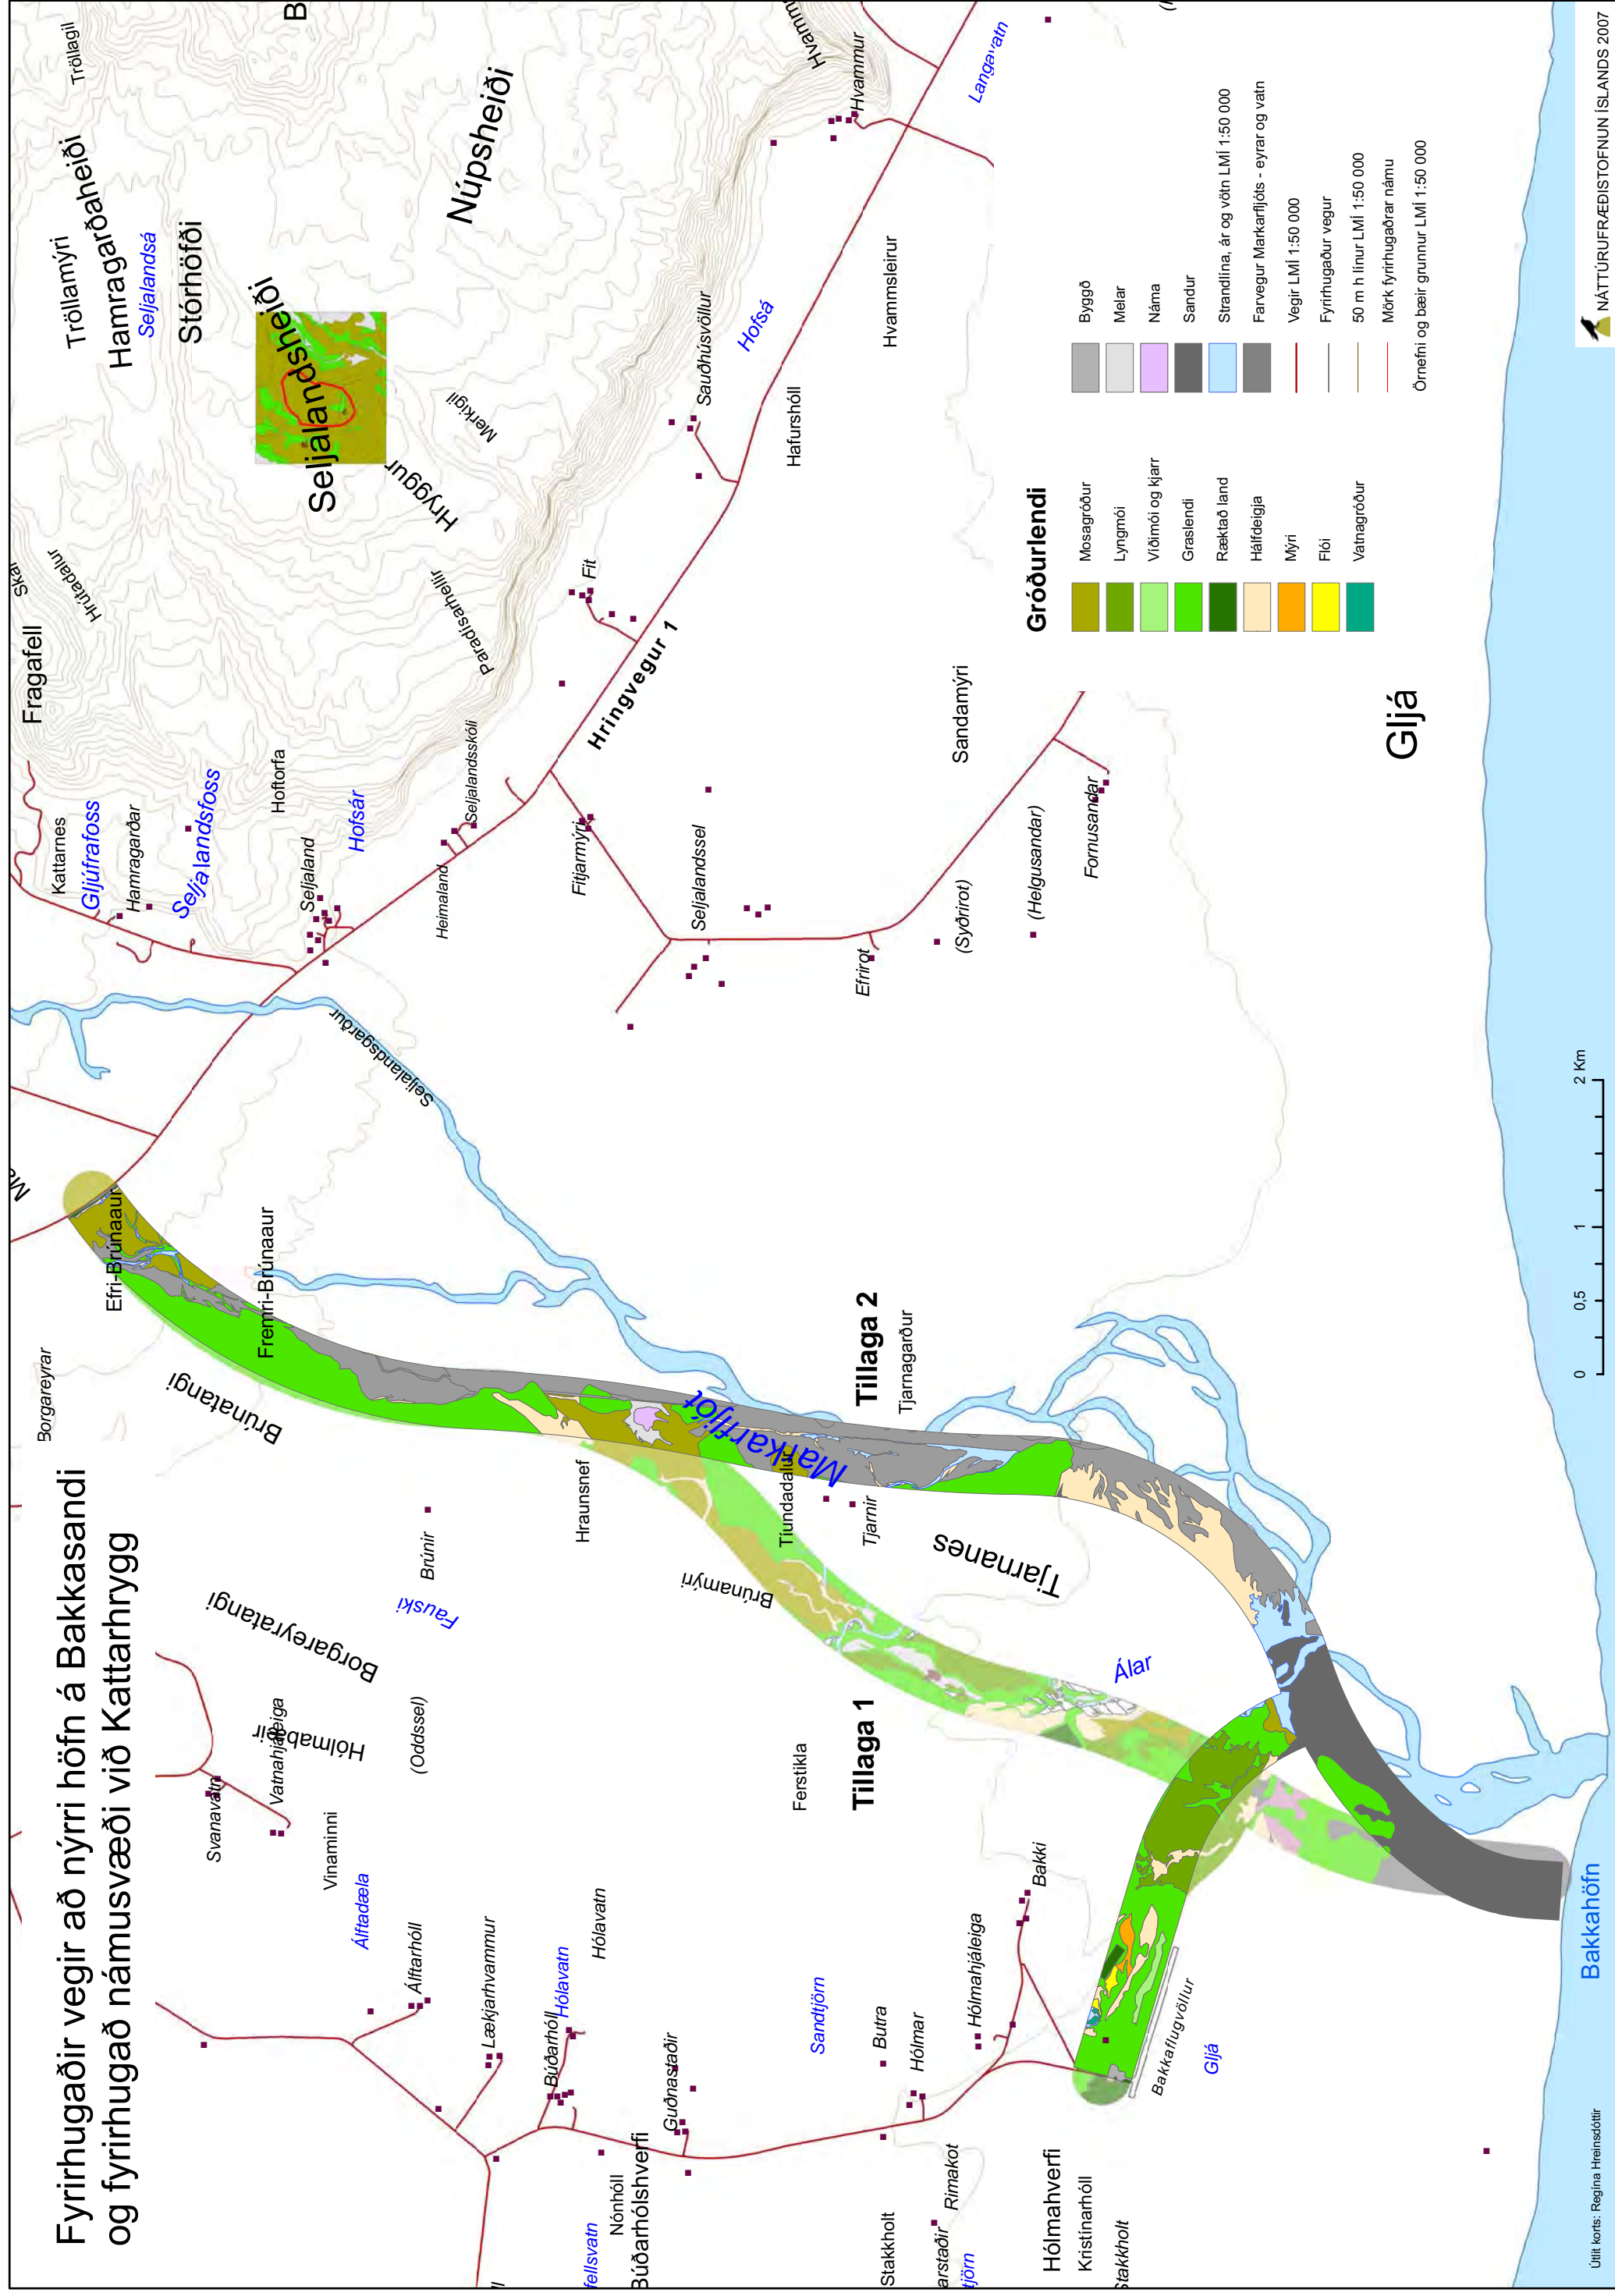 Fyrirhugaðir vegir að nýrri höfn á Bakkasandi
og fyrirhugað námusvæði við Kattarhrygg
Tröllagil
Tröllamýri
Hamragarðaheiði
Seljalandsá
Stórhöfði
Núpsheiði
Seljalandsheiði
Hryggur
Merkigil
Fragafell
Hrútadalur
Paradísarhellir
Kattarnes
Gljúfrafoss
Hamragarðar
Seljalandsfoss
Hoftorfa
Seljaland
Hofsár
Heimaland
Seljalandsskóli
Hringvegur 1
Fit
Sauðhúsvöllur
Hofsá
Hvammur
Langavatn
Hvammsleirur
Hafurshóll
Fitjarmýri
Seljalandssel
Sandamýri
Efrirot
(Syðrirot)
(Helgusandar)
Fornusandar
Seljalandsgarður
Efri-Brúnaaur
Fremri-Brúnaaur
Borgareyrar
Brúnatangi
Borgareyratangi
Brúnir
Fauski
Hraunsnef
Markarfljót
Tíundadalur
Tjarnir
Tillaga 2
Tjarnagarður
Tjarnanes
Brúnamýri
Álar
Tillaga 1
Ferstikla
Hólmabæir
(Oddssel)
Svanavatn
Vatnahjáleiga
Vinaminni
Álftadæla
Álftarhóll
Lækjarhvammur
Búðarhóll
Hólavatn
Hólavatn
Guðnastaðir
Nónhóll
Búðarhólshverfi
fellsvatn
Sandtjörn
Butra
Hólmar
Hólmahjáleiga
Bakki
Bakkaflugvöllur
Gljá
Rimakot
Stakkholt
arstaðir
tjörn
Hólmahverfi
Kristínarhóll
Stakkholt
Gljá
Bakkahöfn
Gróðurlendi
Mosagróður
Lyngmói
Víðimói og kjarr
Graslendi
Ræktað land
Hálfdeigja
Mýri
Flói
Vatnagróður
Byggð
Melar
Náma
Sandur
Strandlína, ár og vötn LMÍ 1:50 000
Farvegur Markarfljóts - eyrar og vatn
Vegir LMÍ 1:50 000
Fyrirhugaður vegur
50 m h línur LMÍ 1:50 000
Mörk fyrirhugaðrar námu
Örnefni og bæir grunnur LMÍ 1:50 000
0 0,5 1 2 Km
Útlit korts: Regína Hreinsdóttir
NÁTTÚRUFRÆÐISTOFNUN ÍSLANDS 2007